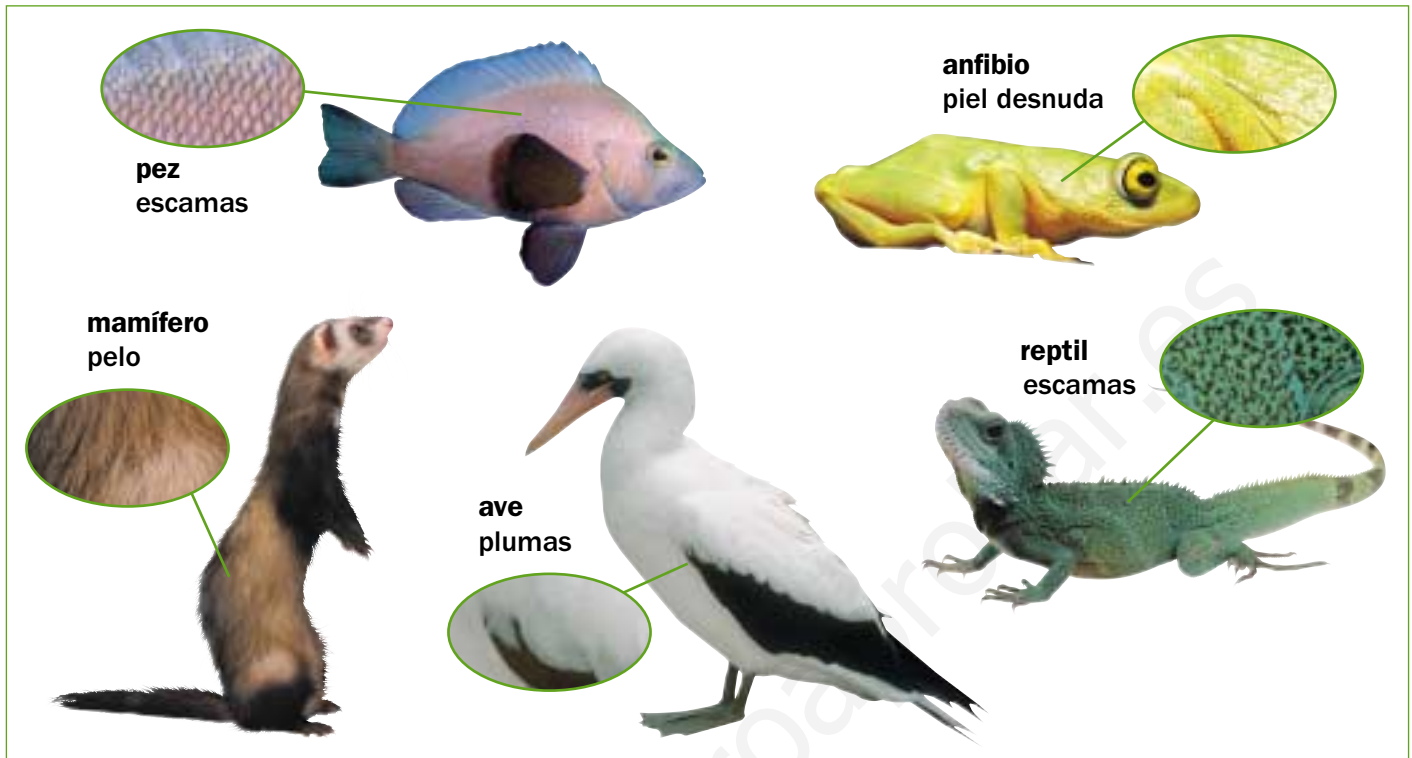 pez
escamas
anfibio
piel desnuda
mamífero
pelo
ave
plumas
reptil
escamas